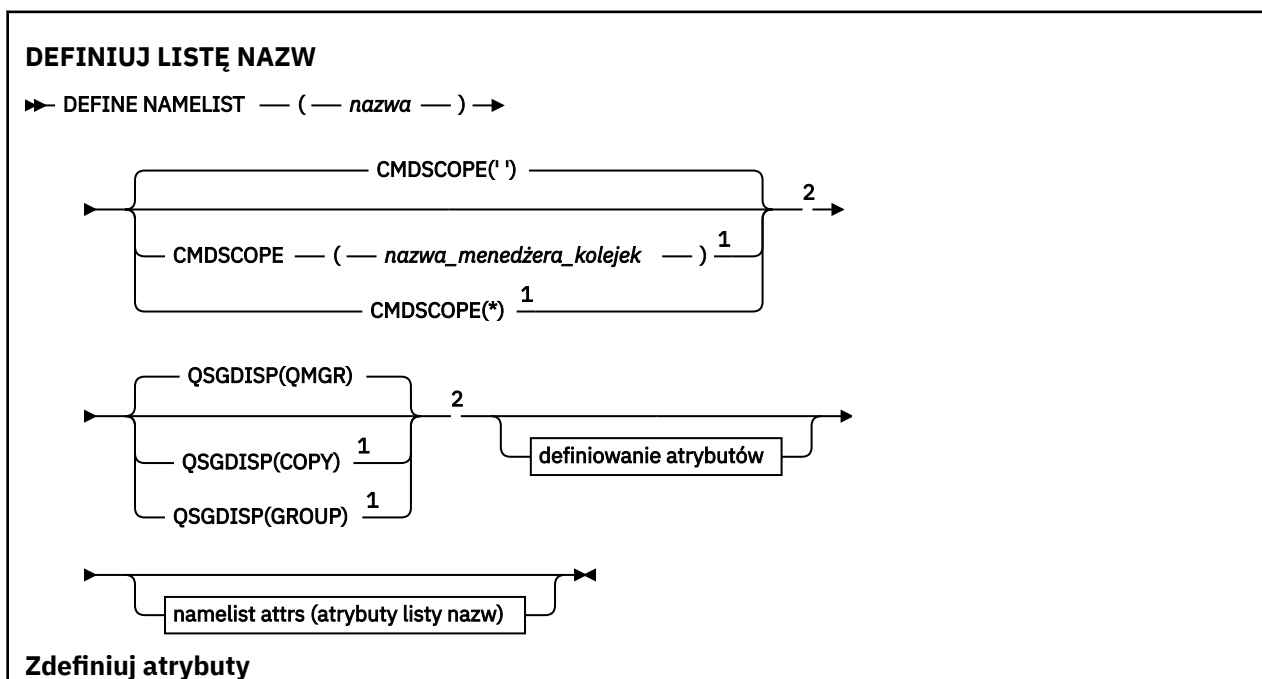 DEFINIUJ LISTĘ NAZW
DEFINE NAMELIST ( nazwa )
CMDSCOPE(' ')
2
CMDSCOPE ( nazwa_menedżera_kolejek ) 1
CMDSCOPE(*) 1
QSGDISP(QMGR)
2
QSGDISP(COPY) 1
definiowanie atrybutów
QSGDISP(GROUP) 1
namelist attrs (atrybuty listy nazw)
Zdefiniuj atrybuty